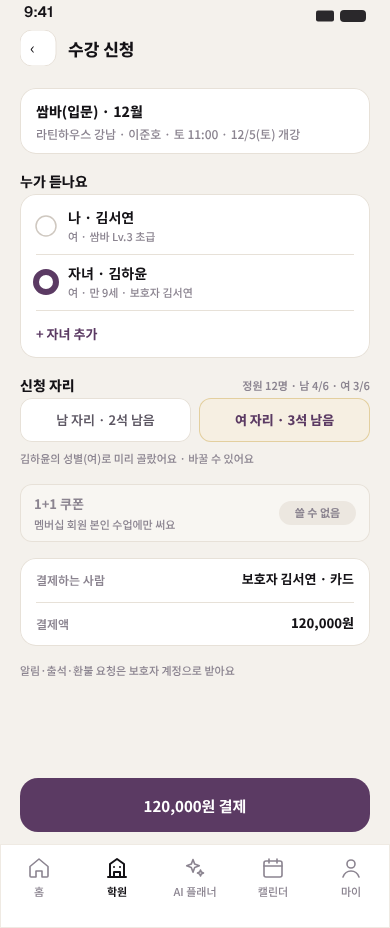 9:41
수강 신청
쌈바(입문) · 12월
라틴하우스 강남 · 이준호 · 토 11:00 · 12/5(토) 개강
누가 듣나요
나 · 김서연
여 · 쌈바 Lv.3 초급
자녀 · 김하윤
여 · 만 9세 · 보호자 김서연
+ 자녀 추가
신청 자리
정원 12명 · 남 4/6 · 여 3/6
남 자리 · 2석 남음
여 자리 · 3석 남음
김하윤의 성별(여)로 미리 골랐어요 · 바꿀 수 있어요
1+1 쿠폰
멤버십 회원 본인 수업에만 써요
쓸 수 없음
결제하는 사람
보호자 김서연 · 카드
결제액
120,000원
알림·출석·환불 요청은 보호자 계정으로 받아요
120,000원 결제
홈
학원
AI 플래너
캘린더
마이